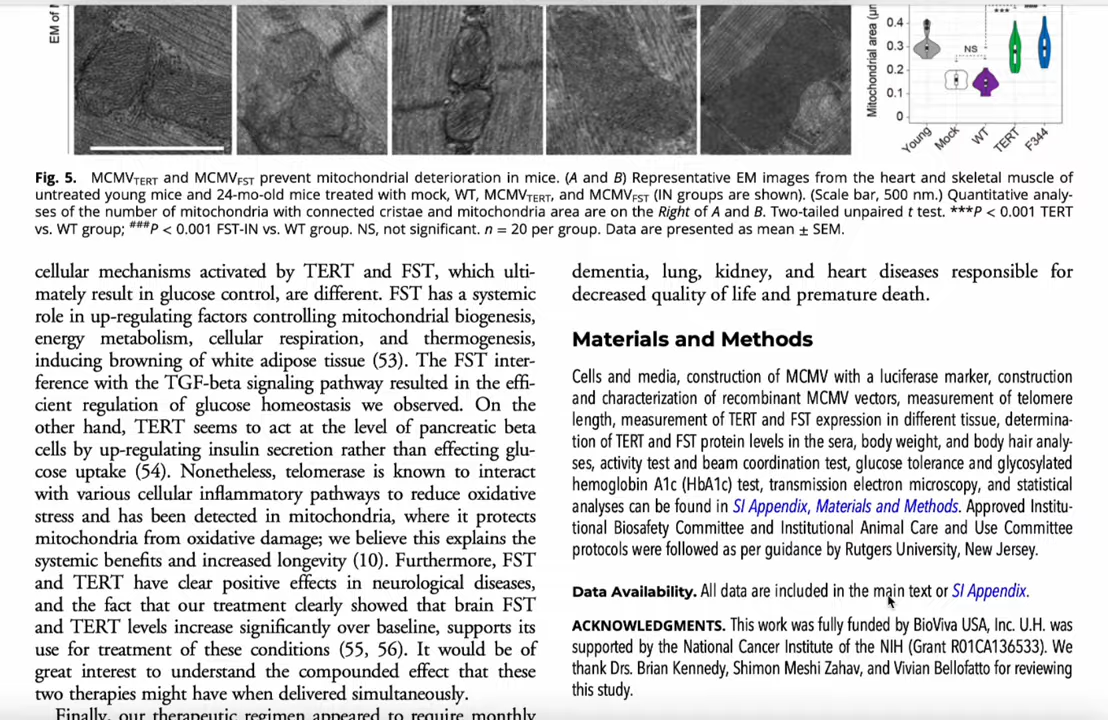 EM of
Mitochondrial area (μm
0.4
0.3
0.2
0.1
0
***
###
NS
Young
Mock
WT
TERT
F344
Fig. 5. MCMVTERT and MCMVFST prevent mitochondrial deterioration in mice. (A and B) Representative EM images from the heart and skeletal muscle of
untreated young mice and 24-mo-old mice treated with mock, WT, MCMVTERT, and MCMVFST (IN groups are shown). (Scale bar, 500 nm.) Quantitative analy-
ses of the number of mitochondria with connected cristae and mitochondria area are on the Right of A and B. Two-tailed unpaired t test. ***P < 0.001 TERT
vs. WT group; ###P < 0.001 FST-IN vs. WT group. NS, not significant. n = 20 per group. Data are presented as mean ± SEM.
cellular mechanisms activated by TERT and FST, which ulti-
mately result in glucose control, are different. FST has a systemic
role in up-regulating factors controlling mitochondrial biogenesis,
energy metabolism, cellular respiration, and thermogenesis,
inducing browning of white adipose tissue (53). The FST inter-
ference with the TGF-beta signaling pathway resulted in the effi-
cient regulation of glucose homeostasis we observed. On the
other hand, TERT seems to act at the level of pancreatic beta
cells by up-regulating insulin secretion rather than effecting glu-
cose uptake (54). Nonetheless, telomerase is known to interact
with various cellular inflammatory pathways to reduce oxidative
stress and has been detected in mitochondria, where it protects
mitochondria from oxidative damage; we believe this explains the
systemic benefits and increased longevity (10). Furthermore, FST
and TERT have clear positive effects in neurological diseases,
and the fact that our treatment clearly showed that brain FST
and TERT levels increase significantly over baseline, supports its
use for treatment of these conditions (55, 56). It would be of
great interest to understand the compounded effect that these
two therapies might have when delivered simultaneously.
Finally, our therapeutic regimen appeared to require monthly
dementia, lung, kidney, and heart diseases responsible for
decreased quality of life and premature death.
Materials and Methods
Cells and media, construction of MCMV with a luciferase marker, construction
and characterization of recombinant MCMV vectors, measurement of telomere
length, measurement of TERT and FST expression in different tissue, determina-
tion of TERT and FST protein levels in the sera, body weight, and body hair analy-
ses, activity test and beam coordination test, glucose tolerance and glycosylated
hemoglobin A1c (HbA1c) test, transmission electron microscopy, and statistical
analyses can be found in SI Appendix, Materials and Methods. Approved Institu-
tional Biosafety Committee and Institutional Animal Care and Use Committee
protocols were followed as per guidance by Rutgers University, New Jersey.
Data Availability. All data are included in the main text or SI Appendix.
ACKNOWLEDGMENTS. This work was fully funded by BioViva USA, Inc. U.H. was
supported by the National Cancer Institute of the NIH (Grant R01CA136533). We
thank Drs. Brian Kennedy, Shimon Meshi Zahav, and Vivian Bellofatto for reviewing
this study.